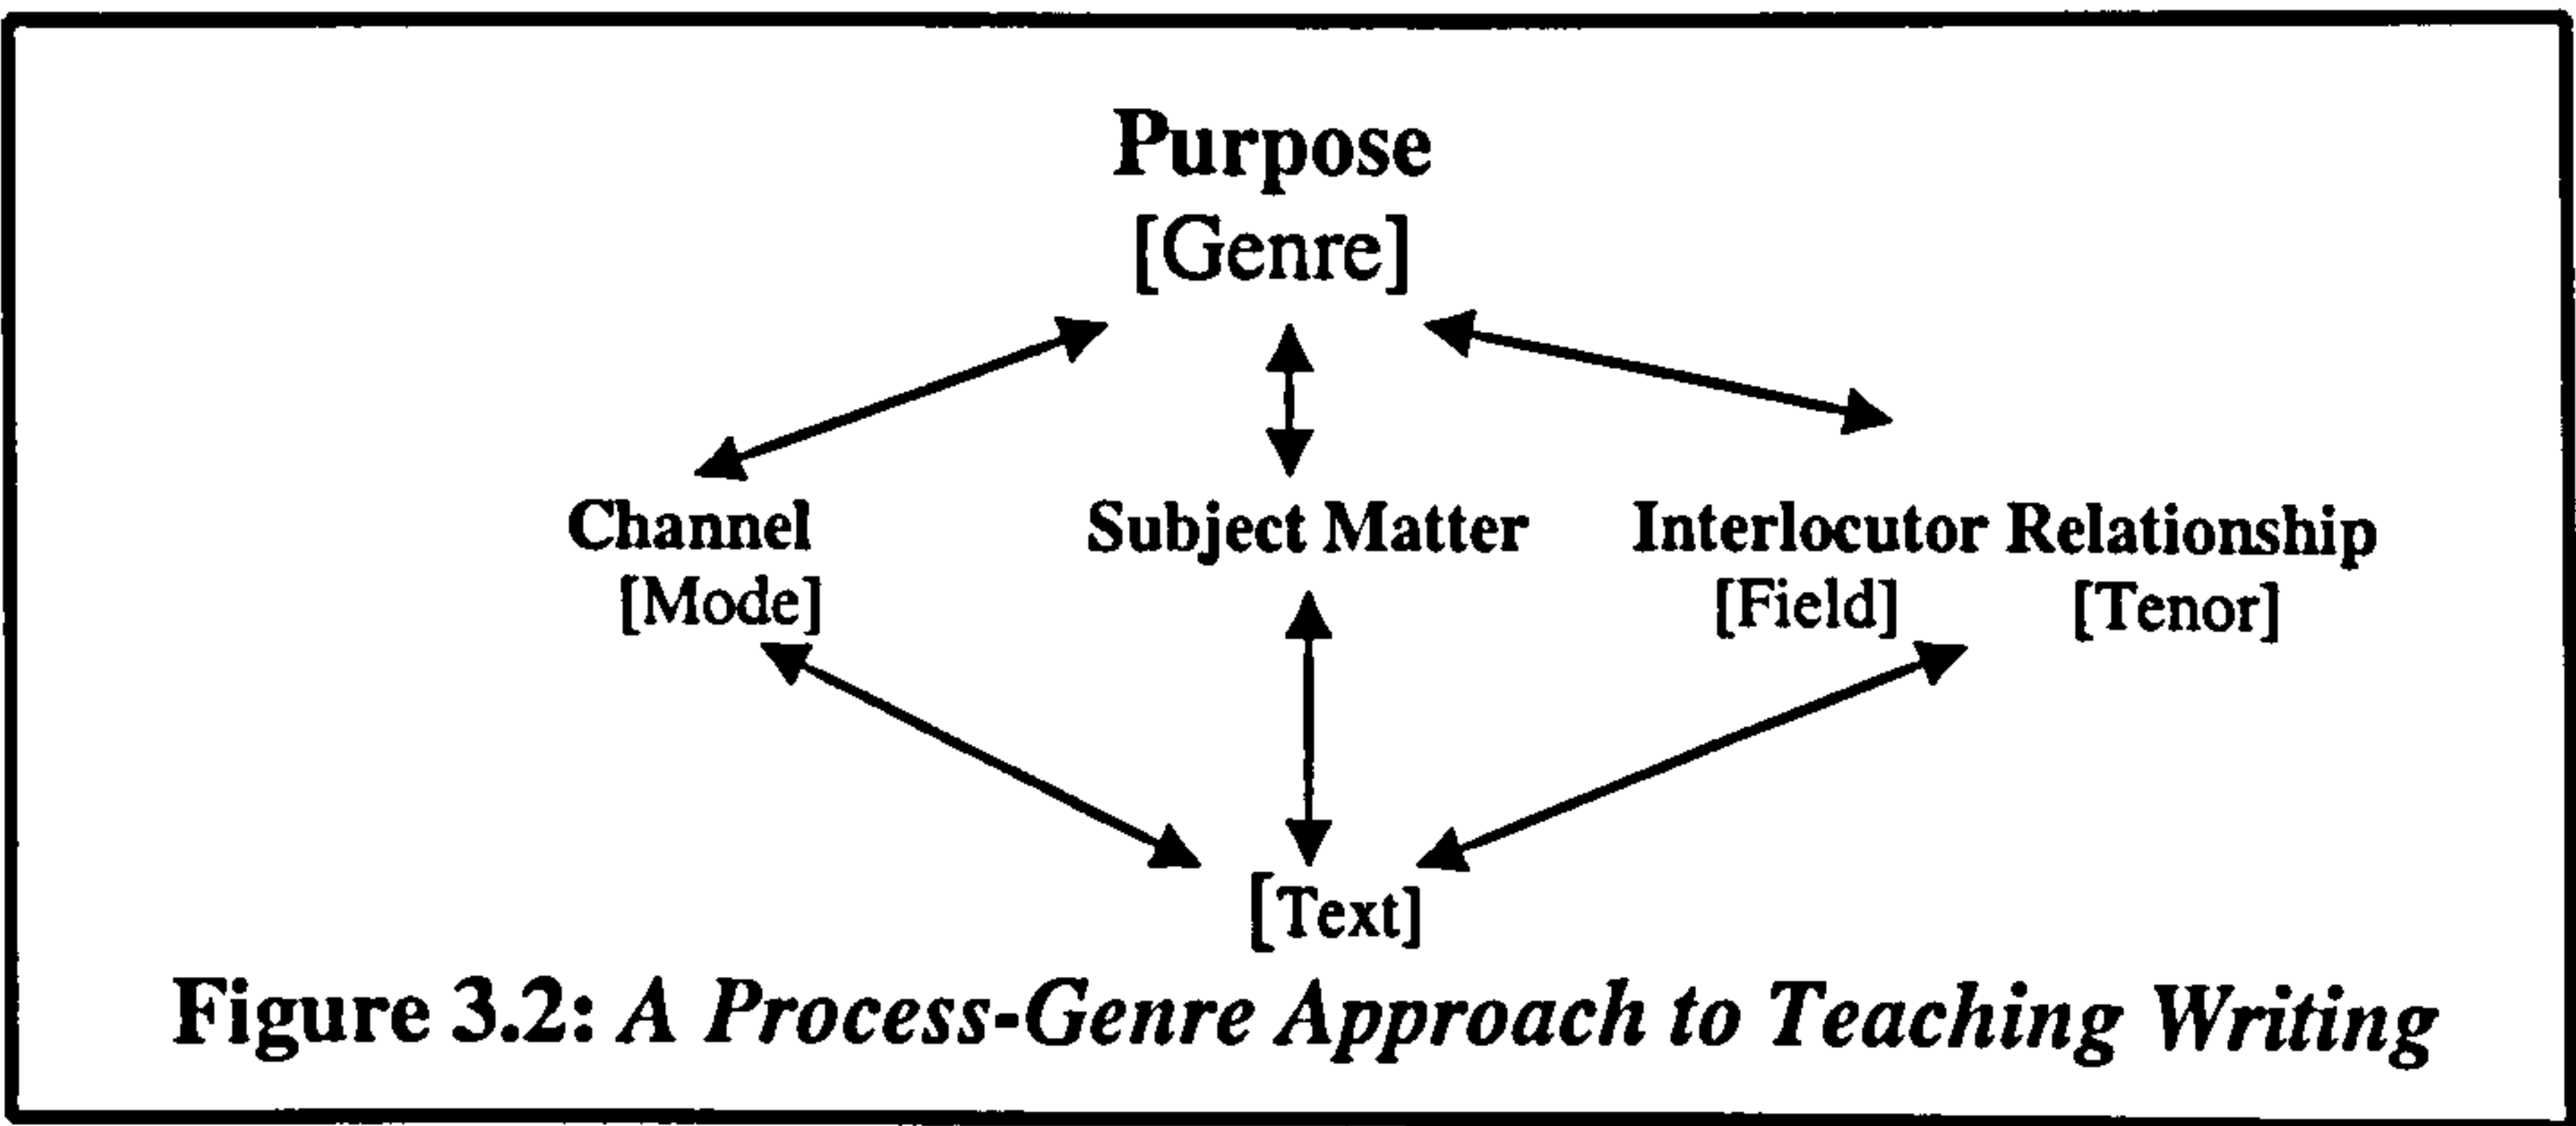 Purpose
[Genre]
Channel Subject Matter Interlocutor Relationship
[Mode] [Field] [Tenor]
[Text]
Figure 3.2: A Process-Genre Approach to Teaching Writing